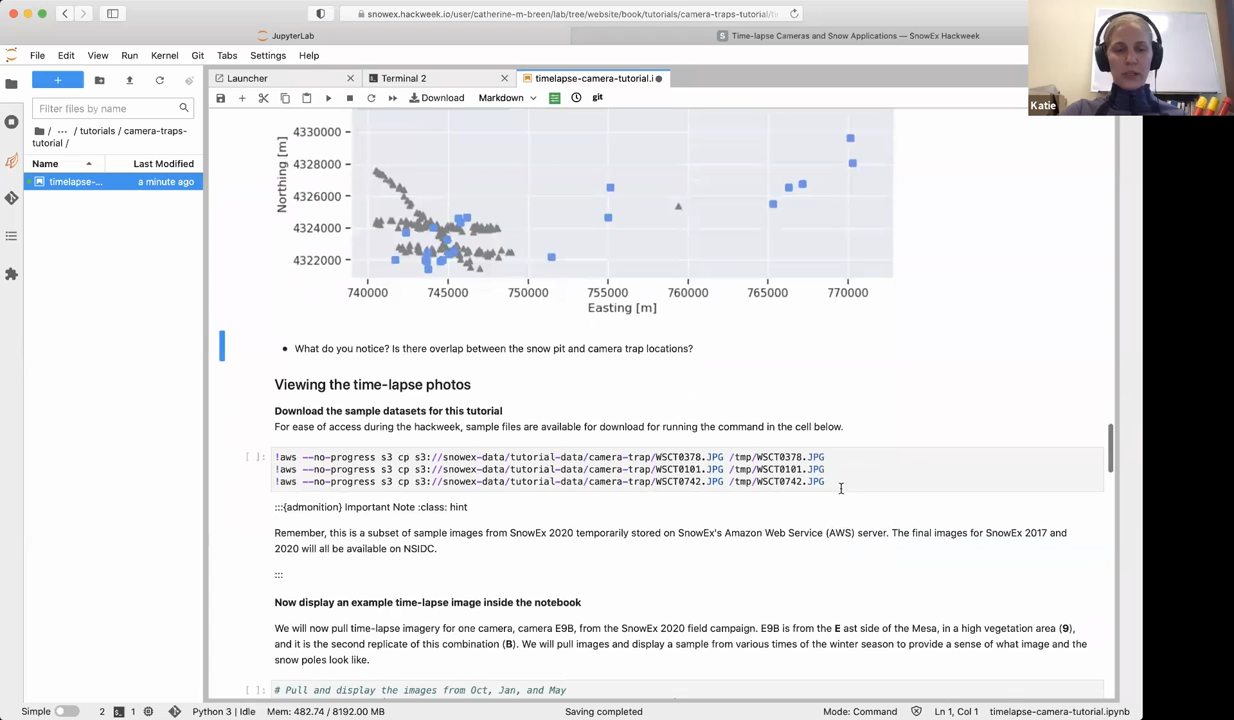 snowex.hackweek.io/user/catherine-m-breen/lab/tree/website/book/tutorials/camera-traps-tutorial/
JupyterLab
S Time-lapse Cameras and Snow Applications — SnowEx Hackweek
Katie
File Edit View Run Kernel Git Tabs Settings Help
+
Launcher
Terminal 2
timelapse-camera-tutorial.i
Download
Markdown
git
Filter files by name
/ ... / tutorials / camera-traps-
tutorial /
Name
Last Modified
timelapse-...
a minute ago
Northing [m]
4330000
4328000
4326000
4324000
4322000
740000 745000 750000 755000 760000 765000 770000
Easting [m]
• What do you notice? Is there overlap between the snow pit and camera trap locations?
Viewing the time-lapse photos
Download the sample datasets for this tutorial
For ease of access during the hackweek, sample files are available for download for running the command in the cell below.
[ ]: !aws --no-progress s3 cp s3://snowex-data/tutorial-data/camera-trap/WSCT0378.JPG /tmp/WSCT0378.JPG
!aws --no-progress s3 cp s3://snowex-data/tutorial-data/camera-trap/WSCT0101.JPG /tmp/WSCT0101.JPG
!aws --no-progress s3 cp s3://snowex-data/tutorial-data/camera-trap/WSCT0742.JPG /tmp/WSCT0742.JPG
:::{admonition} Important Note :class: hint
Remember, this is a subset of sample images from SnowEx 2020 temporarily stored on SnowEx's Amazon Web Service (AWS) server. The final images for SnowEx 2017 and
2020 will all be available on NSIDC.
:::
Now display an example time-lapse image inside the notebook
We will now pull time-lapse imagery for one camera, camera E9B, from the SnowEx 2020 field campaign. E9B is from the E ast side of the Mesa, in a high vegetation area (9),
and it is the second replicate of this combination (B). We will pull images and display a sample from various times of the winter season to provide a sense of what image and the
snow poles look like.
[ ]: # Pull and display the images from Oct, Jan, and May
Simple 2 1 Python 3 | Idle Mem: 482.74 / 8192.00 MB Saving completed Mode: Command Ln 1, Col 1 timelapse-camera-tutorial.ipynb